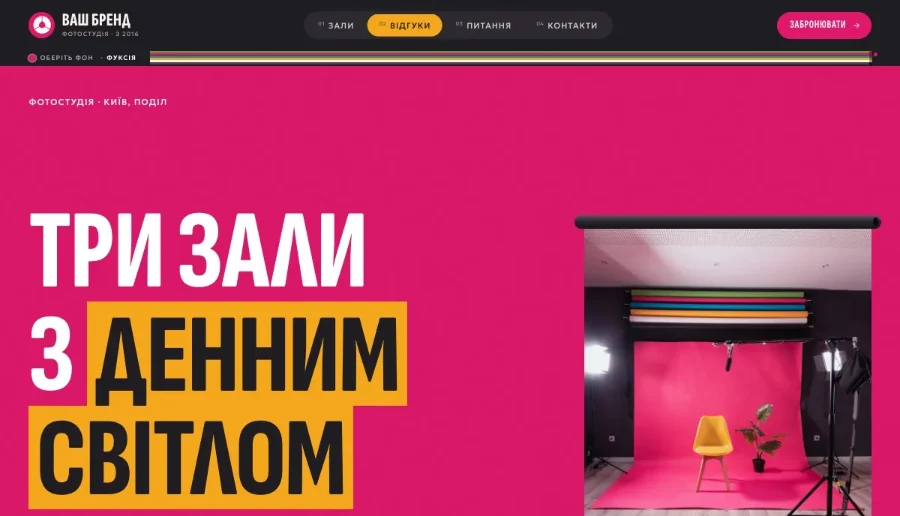 ВАШ БРЕНД
ФОТОСТУДІЯ · З 2016
01 ЗАЛИ
02 ВІДГУКИ
03 ПИТАННЯ
04 КОНТАКТИ
ЗАБРОНЮВАТИ →
ОБЕРІТЬ ФОН · ФУКСІЯ
ФОТОСТУДІЯ · КИЇВ, ПОДІЛ
ТРИ ЗАЛИ
З ДЕННИМ
СВІТЛОМ